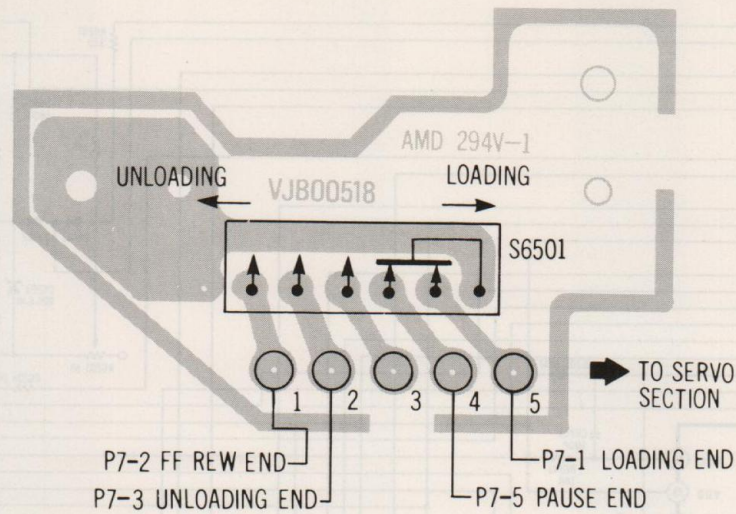 AMD 294V-1
UNLOADING
LOADING
VJB00518
S6501
1
2
3
4
5
TO SERVO
SECTION
P7-2 FF REW END
P7-1 LOADING END
P7-3 UNLOADING END
P7-5 PAUSE END